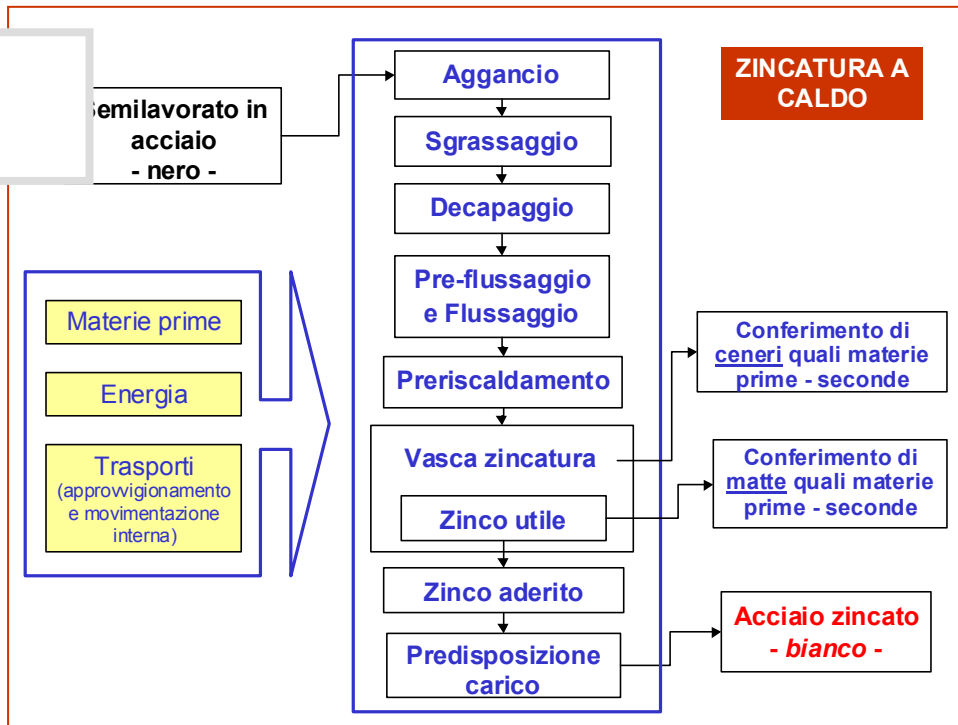 ZINCATURA A
CALDO
Semilavorato in
acciaio
- nero -
Aggancio
Sgrassaggio
Decapaggio
Pre-flussaggio
e Flussaggio
Preriscaldamento
Vasca zincatura
Zinco utile
Zinco aderito
Predisposizione
carico
Materie prime
Energia
Trasporti
(approvvigionamento
e movimentazione
interna)
Conferimento di
ceneri quali materie
prime - seconde
Conferimento di
matte quali materie
prime - seconde
Acciaio zincato
- bianco -